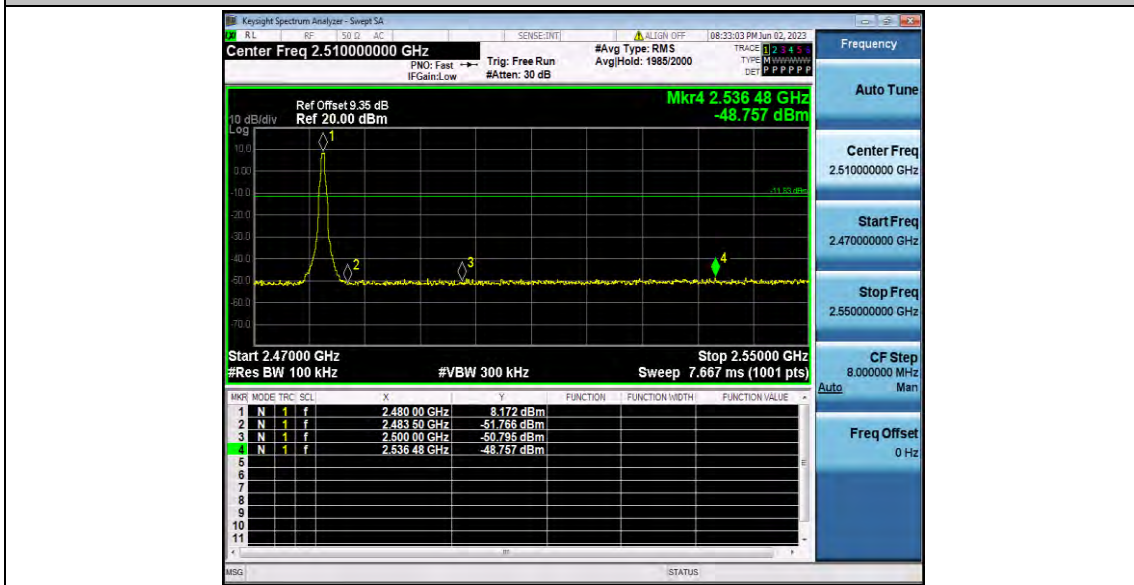 Keysight Spectrum Analyzer - Swept SA
RL RF 50 Ω AC SENSE:INT ALIGN OFF 08:33:03 PM Jun 02, 2023
Center Freq 2.510000000 GHz
PNO: Fast
IFGain:Low
Trig: Free Run
#Atten: 30 dB
#Avg Type: RMS
Avg|Hold: 1985/2000
TRACE 1 2 3 4 5 6
TYPE M
DET P P P P P P
Frequency
Auto Tune
Center Freq
2.510000000 GHz
Start Freq
2.470000000 GHz
Stop Freq
2.550000000 GHz
CF Step
8.000000 MHz
Auto Man
Freq Offset
0 Hz
Mkr4 2.536 48 GHz
-48.757 dBm
Ref Offset 9.35 dB
10 dB/div Ref 20.00 dBm
Log
10.0
0.00
-10.0
-20.0
-30.0
-40.0
-50.0
-60.0
-70.0
1
2
3
4
-11.83 dBm
Start 2.47000 GHz Stop 2.55000 GHz
#Res BW 100 kHz #VBW 300 kHz Sweep 7.667 ms (1001 pts)
MKR MODE TRC SCL X Y FUNCTION FUNCTION WIDTH FUNCTION VALUE
1 N 1 f 2.480 00 GHz 8.172 dBm
2 N 1 f 2.483 50 GHz -51.766 dBm
3 N 1 f 2.500 00 GHz -50.795 dBm
4 N 1 f 2.536 48 GHz -48.757 dBm
5
6
7
8
9
10
11
MSG STATUS